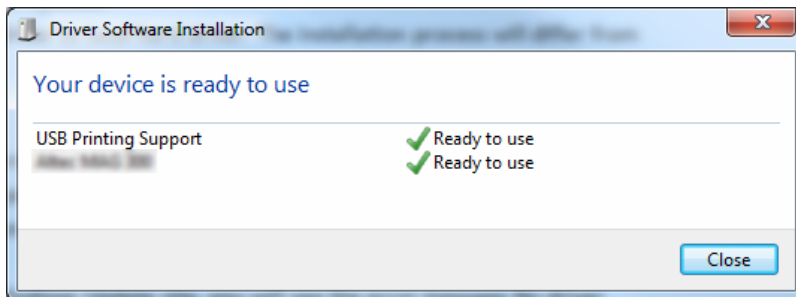 Driver Software Installation
Your device is ready to use
USB Printing Support Ready to use
Ready to use
Close